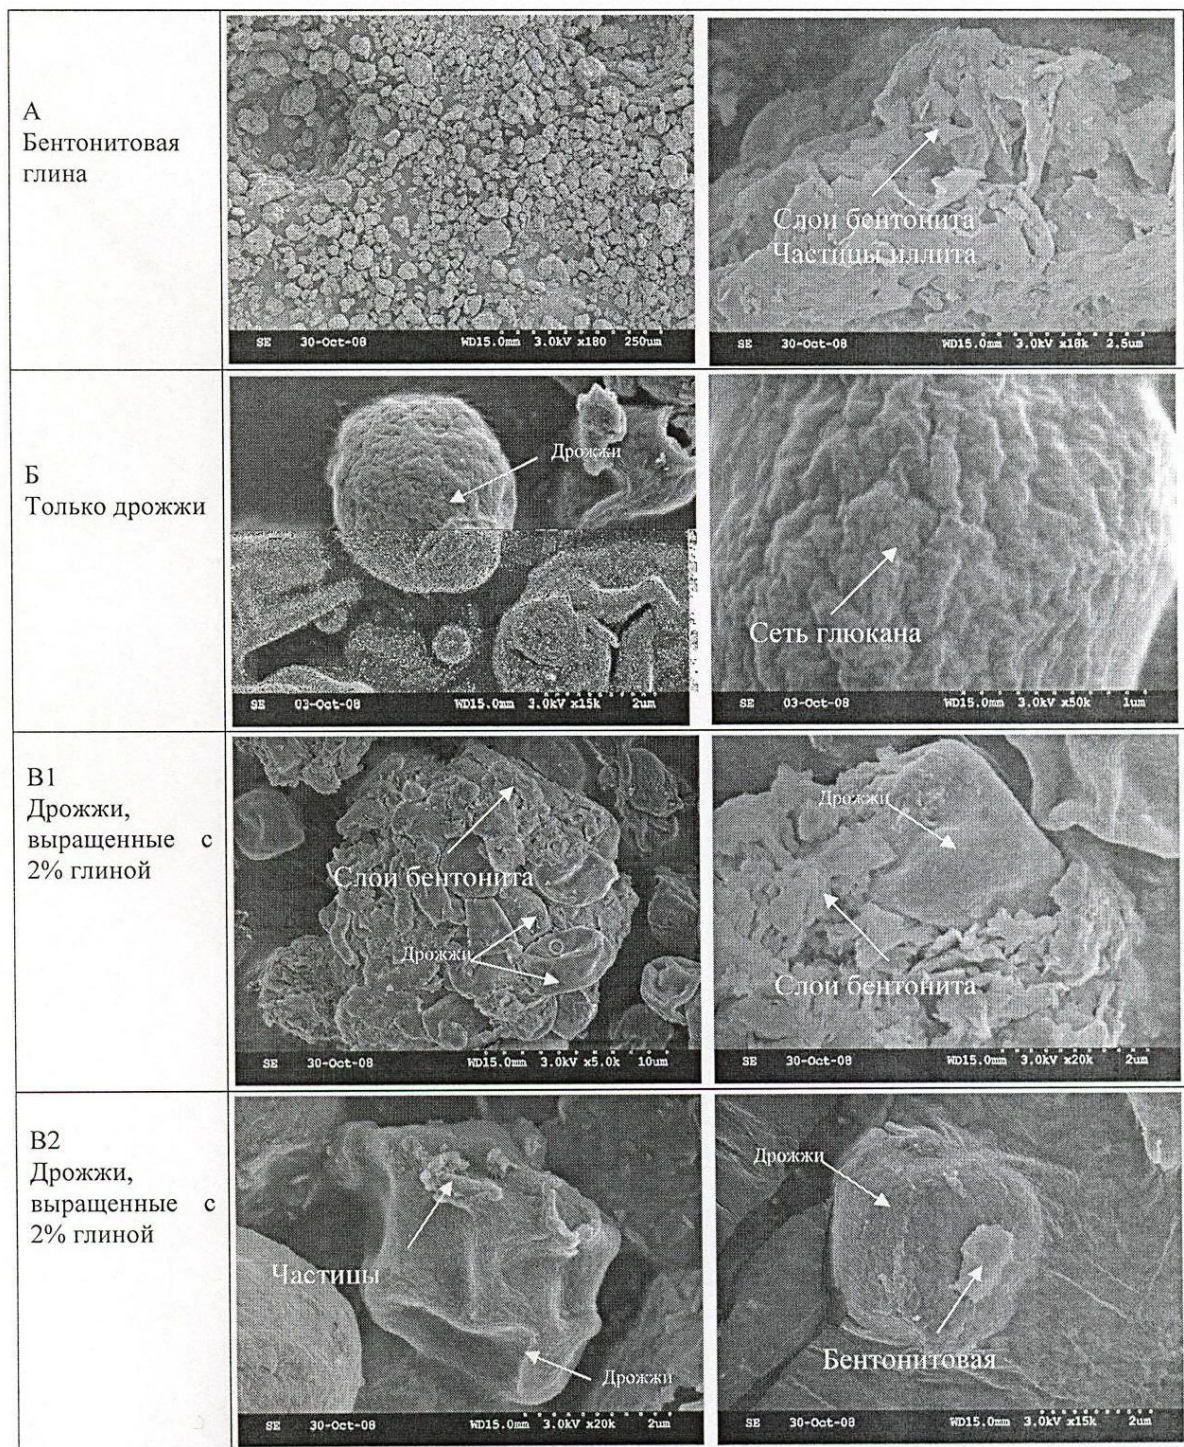 А
Бентонитовая
глина
Слои бентонита
Частицы иллита
SE 30-Oct-08 WD15.0mm 3.0kV x180 250um
SE 30-Oct-08 WD15.0mm 3.0kV x18k 2.5um
Б
Только дрожжи
Дрожжи
Сеть глюкана
SE 03-Oct-08 WD15.0mm 3.0kV x15k 2um
SE 03-Oct-08 WD15.0mm 3.0kV x50k 1um
В1
Дрожжи,
выращенные с
2% глиной
Слои бентонита
Дрожжи
Дрожжи
Слои бентонита
SE 30-Oct-08 WD15.0mm 3.0kV x5.0k 10um
SE 30-Oct-08 WD15.0mm 3.0kV x20k 2um
В2
Дрожжи,
выращенные с
2% глиной
Частицы
Дрожжи
Дрожжи
Бентонитовая
SE 30-Oct-08 WD15.0mm 3.0kV x20k 2um
SE 30-Oct-08 WD15.0mm 3.0kV x15k 2um